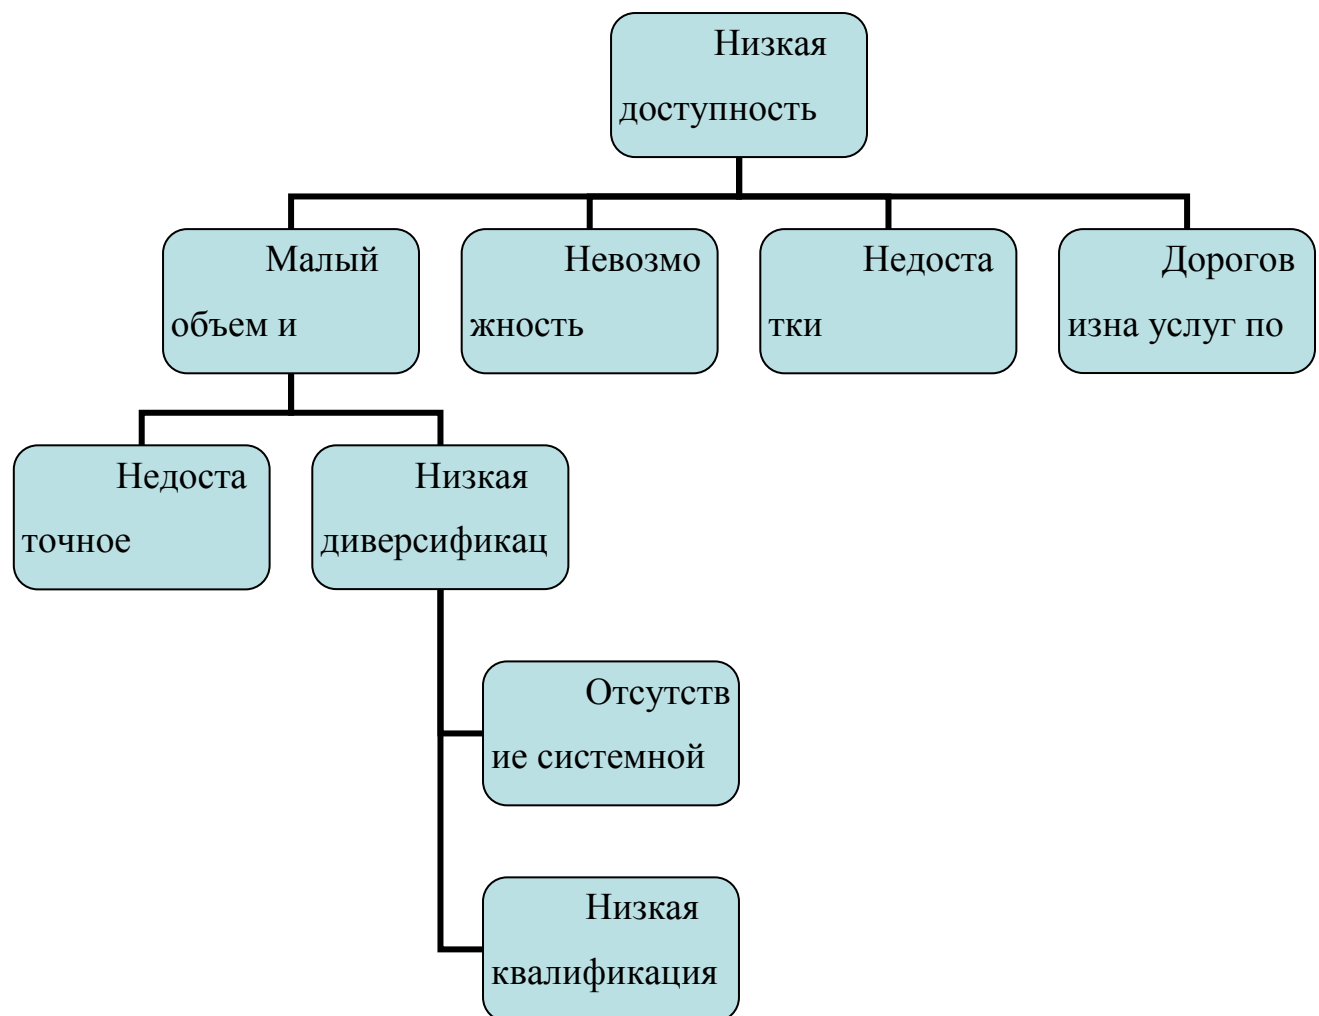 Низкая
доступность
Малый
объем и
Невозмо
жность
Недоста
тки
Дорогов
изна услуг по
Недоста
точное
Низкая
диверсификац
Отсутств
ие системной
Низкая
квалификация